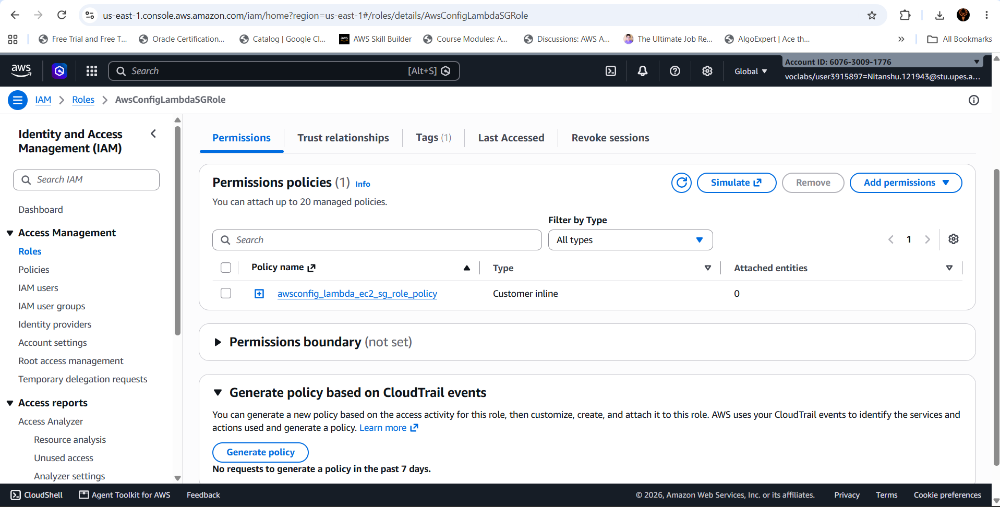 us-east-1.console.aws.amazon.com/iam/home?region=us-east-1#/roles/details/AwsConfigLambdaSGRole
Free Trial and Free T... Oracle Certification... Catalog | Google Cl... AWS Skill Builder Course Modules: A... Discussions: AWS A... The Ultimate Job Re... AlgoExpert | Ace th... » All Bookmarks
aws Search [Alt+S] Global Account ID: 6076-3009-1776
voclabs/user3915897=Nitanshu.121943@stu.upes.a...
IAM > Roles > AwsConfigLambdaSGRole
Identity and Access
Management (IAM)
Search IAM
Dashboard
Access Management
Roles
Policies
IAM users
IAM user groups
Identity providers
Account settings
Root access management
Temporary delegation requests
Access reports
Access Analyzer
Resource analysis
Unused access
Analyzer settings
Permissions Trust relationships Tags (1) Last Accessed Revoke sessions
Permissions policies (1) Info
Simulate Remove Add permissions
You can attach up to 20 managed policies.
Filter by Type
Search All types 1
Policy name Type Attached entities
awsconfig_lambda_ec2_sg_role_policy Customer inline 0
Permissions boundary (not set)
Generate policy based on CloudTrail events
You can generate a new policy based on the access activity for this role, then customize, create, and attach it to this role. AWS uses your CloudTrail events to identify the services and
actions used and generate a policy. Learn more
Generate policy
No requests to generate a policy in the past 7 days.
CloudShell Agent Toolkit for AWS Feedback © 2026, Amazon Web Services, Inc. or its affiliates. Privacy Terms Cookie preferences